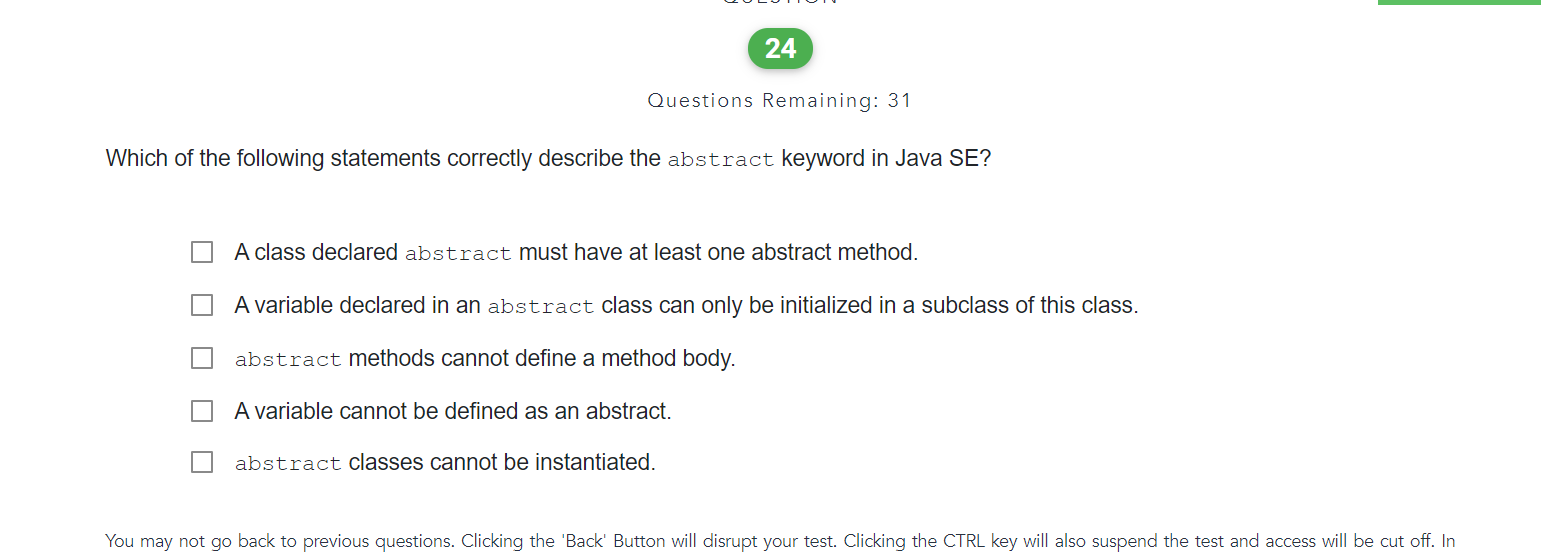 QUESTION
24
Questions Remaining: 31
Which of the following statements correctly describe the abstract keyword in Java SE?
A class declared abstract must have at least one abstract method.
A variable declared in an abstract class can only be initialized in a subclass of this class.
abstract methods cannot define a method body.
A variable cannot be defined as an abstract.
abstract classes cannot be instantiated.
You may not go back to previous questions. Clicking the 'Back' Button will disrupt your test. Clicking the CTRL key will also suspend the test and access will be cut off. In